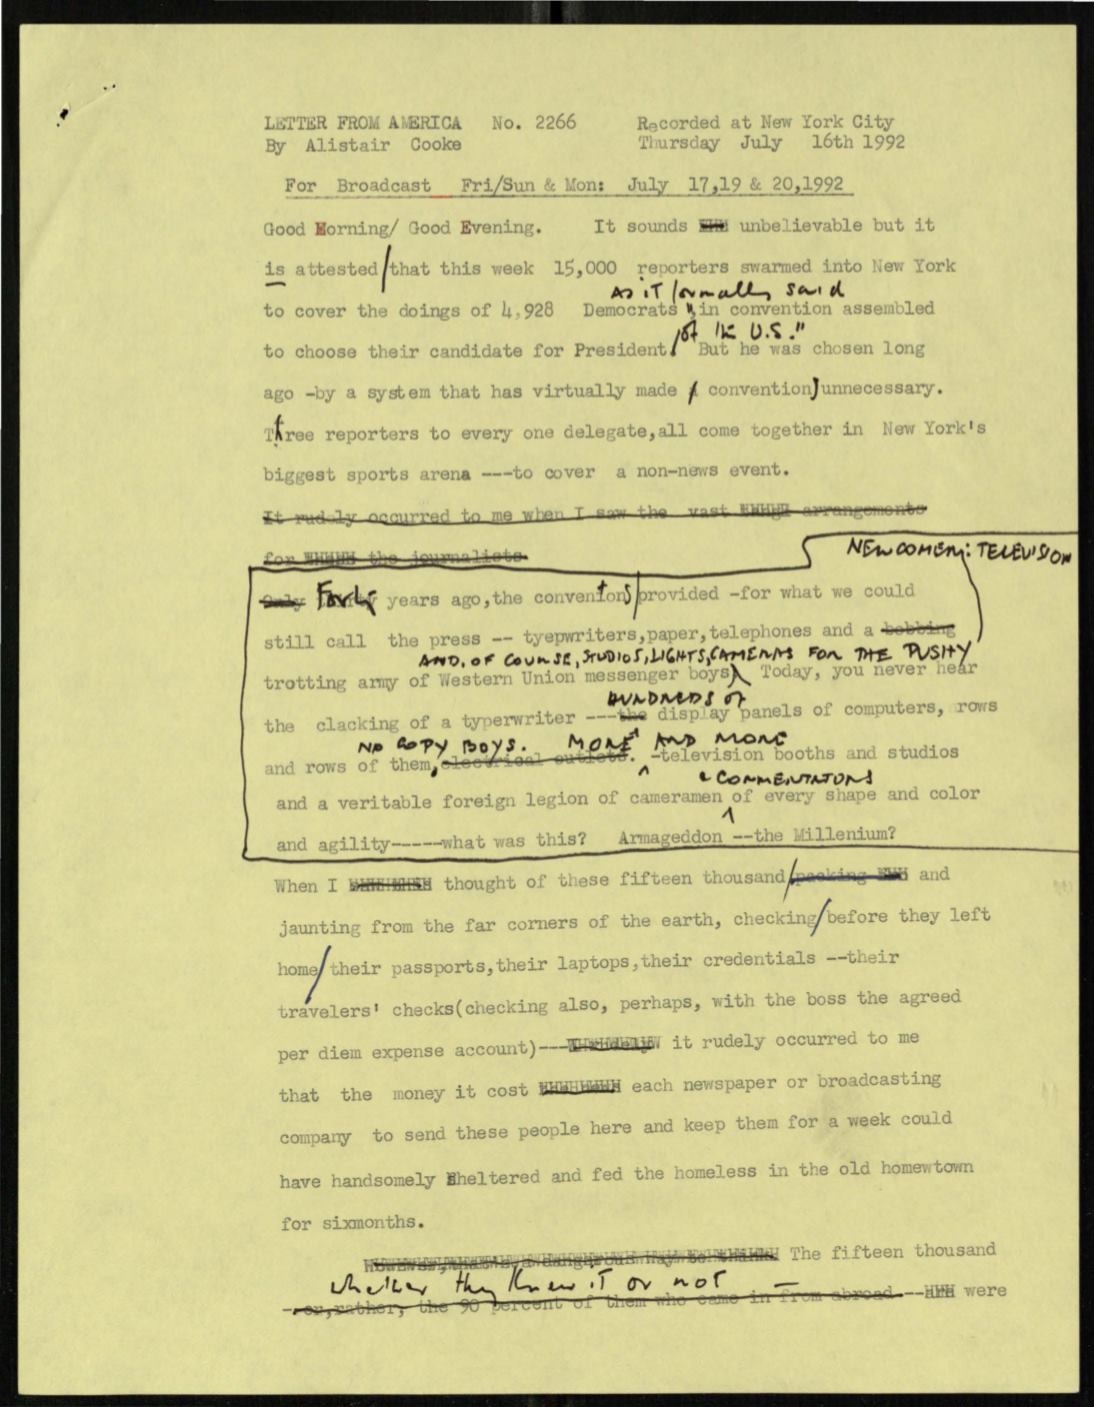 LETTER FROM AMERICA No. 2266 Recorded at New York City
By Alistair Cooke Thursday July 16th 1992
For Broadcast Fri/Sun & Mon: July 17,19 & 20,1992
Good Morning/ Good Evening. It sounds unbelievable but it
is attested/that this week 15,000 reporters swarmed into New York
As iT formally said
to cover the doings of 4,928 Democrats "in convention assembled
/of the U.S."
to choose their candidate for President. But he was chosen long
ago -by a system that has virtually made convention unnecessary.
Three reporters to every one delegate,all come together in New York's
biggest sports arena ---to cover a non-news event.
It rudely occurred to me when I saw the vast arrangements
for the journalists.
NEWCOMER: TELEVISION
Only Forty years ago,the conventions/provided -for what we could
still call the press -- tyepwriters,paper,telephones and a bobbing
AND, OF COURSE, STUDIOS, LIGHTS, CAMERAS FOR THE PUSHY
trotting army of Western Union messenger boys Today, you never hear
HUNDREDS OF
the clacking of a typerwriter ---the display panels of computers, rows
NO COPY BOYS. MORE AND MORE
and rows of them,electrical outlets. -television booths and studios
& COMMENTATORS
and a veritable foreign legion of cameramen of every shape and color
and agility-----what was this? Armageddon --the Millenium?
When I thought of these fifteen thousand/packing and
jaunting from the far corners of the earth, checking/before they left
home/their passports,their laptops,their credentials --their
travelers' checks(checking also, perhaps, with the boss the agreed
per diem expense account)--- it rudely occurred to me
that the money it cost each newspaper or broadcasting
company to send these people here and keep them for a week could
have handsomely sheltered and fed the homeless in the old homewtown
for sixmonths.
However,that was a dangerous way to think. The fifteen thousand
whether they knew iT or noT —
- or,rather, the 90 percent of them who came in from abroad -- were